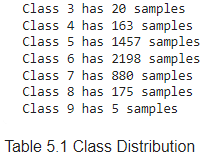 Class 3 has 20 samples
Class 4 has 163 samples
Class 5 has 1457 samples
Class 6 has 2198 samples
Class 7 has 880 samples
Class 8 has 175 samples
Class 9 has 5 samples
Table 5.1 Class Distribution